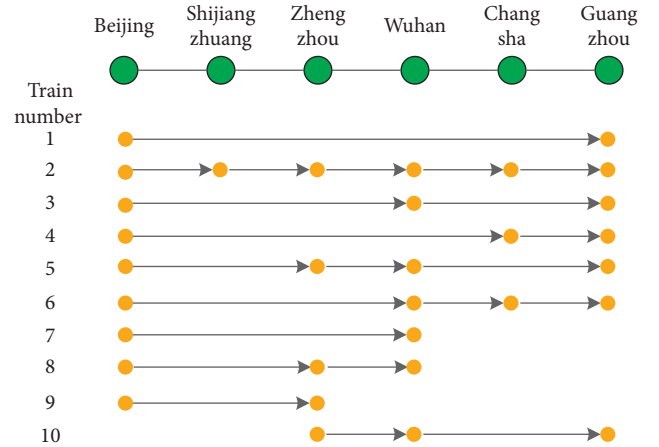 Beijing
Shijiang
zhuang
Zheng
zhou
Wuhan
Chang
sha
Guang
zhou
Train
number
1
2
3
4
5
6
7
8
9
10